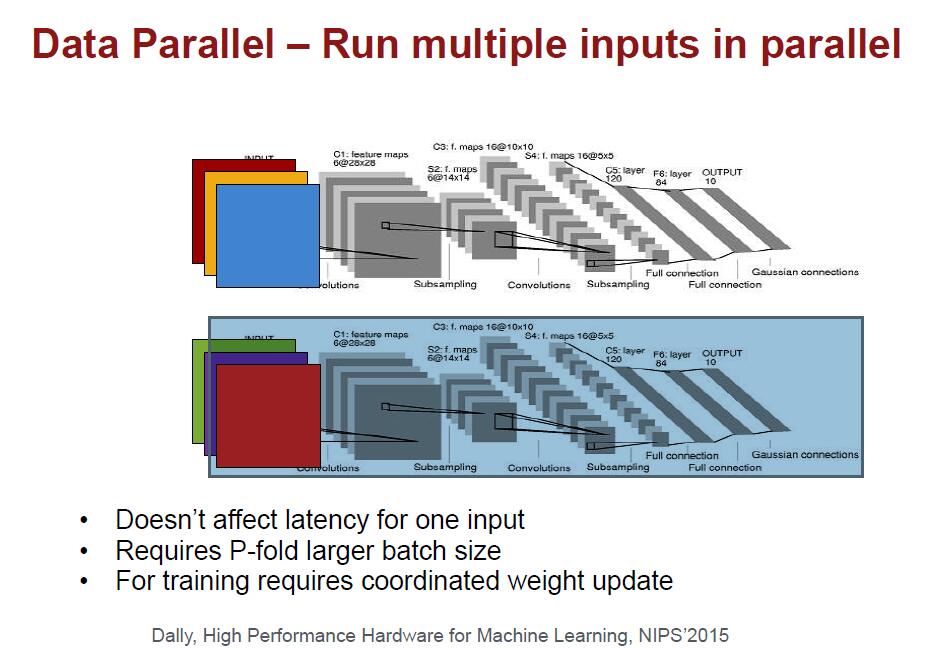 Data Parallel – Run multiple inputs in parallel
C3: f. maps 16@10x10
C1: feature maps
6@28x28
S4: f. maps 16@5x5
S2: f. maps
6@14x14
C5: layer
120
F6: layer
84
OUTPUT
10
INPUT
Full connection
Gaussian connections
Subsampling
Convolutions
Subsampling
Full connection
C3: f. maps 16@10x10
C1: feature maps
6@28x28
S4: f. maps 16@5x5
S2: f. maps
6@14x14
C5: layer
120
F6: layer
84
OUTPUT
10
INPUT
Full connection
Gaussian connections
Convolutions
Subsampling
Convolutions
Subsampling
Full connection
• Doesn’t affect latency for one input
• Requires P-fold larger batch size
• For training requires coordinated weight update
Dally, High Performance Hardware for Machine Learning, NIPS’2015